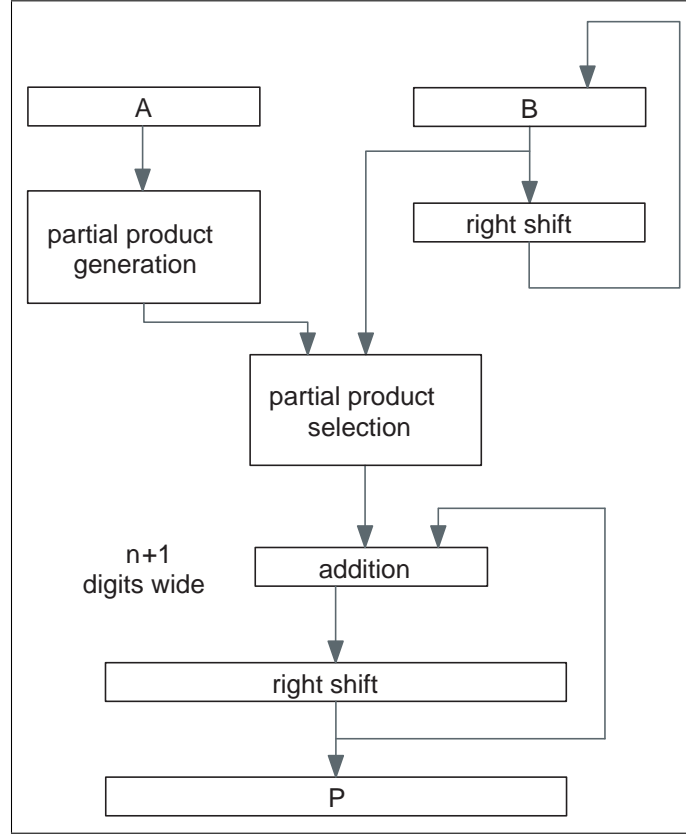 A
B
partial product
generation
right shift
partial product
selection
n+1
digits wide
addition
right shift
P